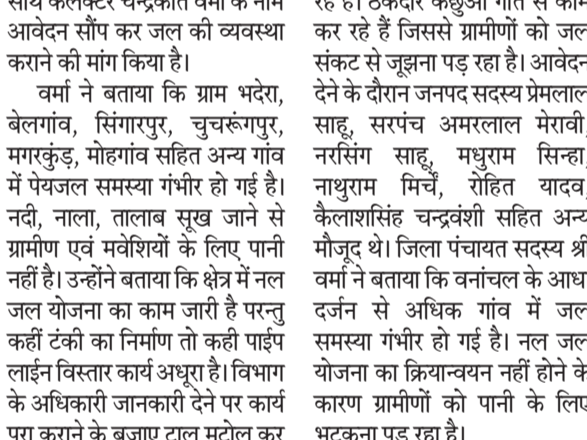 साथ कलेक्टर चन्द्रकांत वर्मा के नाम
आवेदन सौंप कर जल की व्यवस्था
कराने की मांग किया है।
वर्मा ने बताया कि ग्राम भदेरा,
बेलगांव, सिंगारपुर, चुचरूंगपुर,
मगरकुंड, मोहगांव सहित अन्य गांव
में पेयजल समस्या गंभीर हो गई है।
नदी, नाला, तालाब सूख जाने से
ग्रामीण एवं मवेशियों के लिए पानी
नहीं है। उन्होंने बताया कि क्षेत्र में नल
जल योजना का काम जारी है परन्तु
कहीं टंकी का निर्माण तो कही पाईप
लाईन विस्तार कार्य अधूरा है। विभाग
के अधिकारी जानकारी देने पर कार्य
पूरा कराने के बजाए टाल मटोल कर
रहे हैं। ठेकेदार कछुआ गति से काम
कर रहे हैं जिससे ग्रामीणों को जल
संकट से जूझना पड़ रहा है। आवेदन
देने के दौरान जनपद सदस्य प्रेमलाल
साहू, सरपंच अमरलाल मेरावी,
नरसिंग साहू, मधुराम सिन्हा,
नाथुराम मिर्चे, रोहित यादव,
कैलाशसिंह चन्द्रवंशी सहित अन्य
मौजूद थे। जिला पंचायत सदस्य श्री
वर्मा ने बताया कि वनांचल के आधा
दर्जन से अधिक गांव में जल
समस्या गंभीर हो गई है। नल जल
योजना का क्रियान्वयन नहीं होने के
कारण ग्रामीणों को पानी के लिए
भटकना पड़ रहा है।